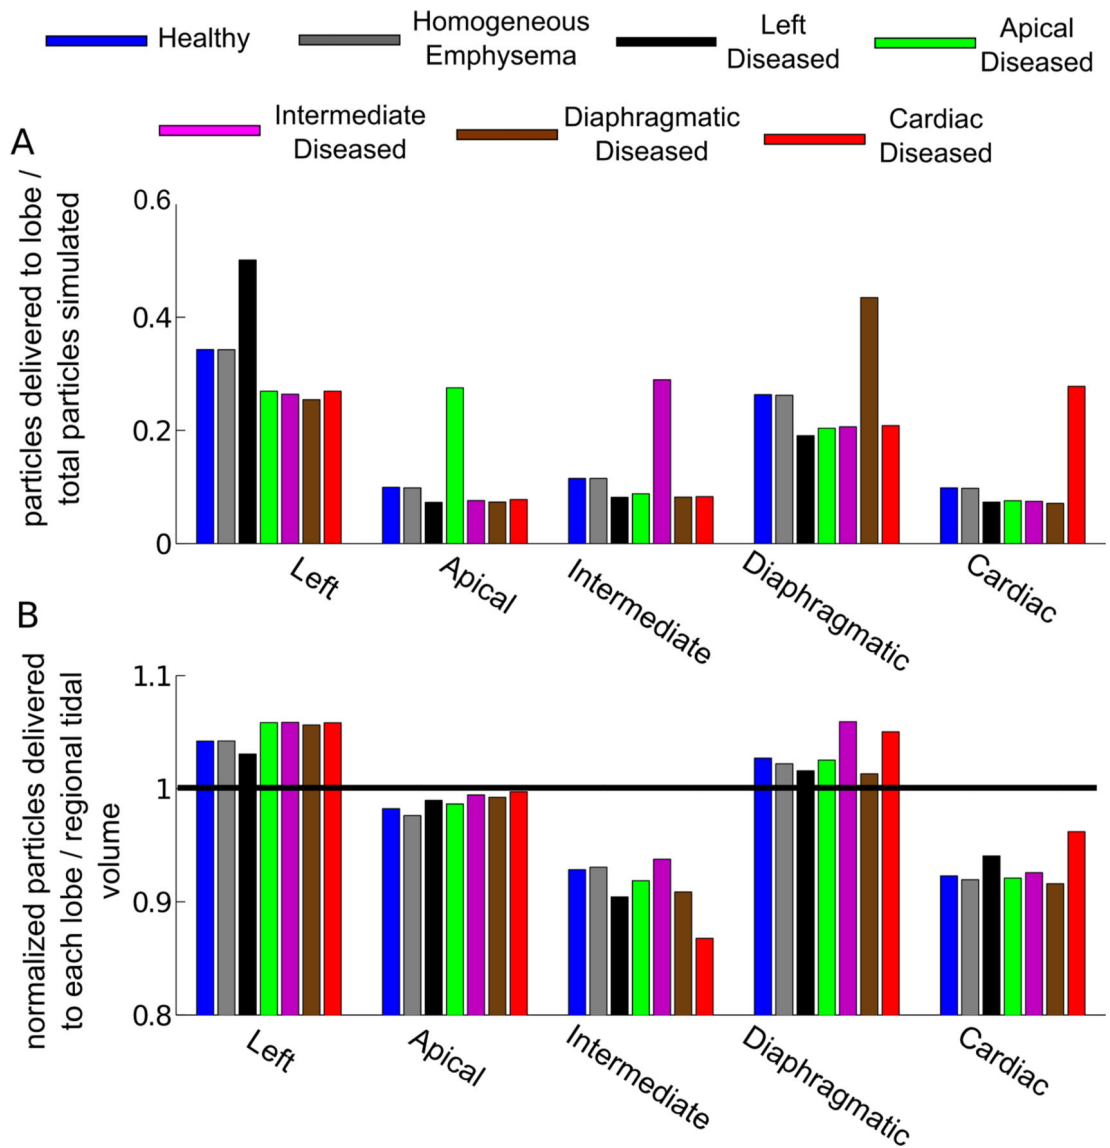 Healthy
Homogeneous
Emphysema
Left
Diseased
Apical
Diseased
Intermediate
Diseased
Diaphragmatic
Diseased
Cardiac
Diseased
A
particles delivered to lobe /
total particles simulated
0.6
0.4
0.2
0
Left
Apical
Intermediate
Diaphragmatic
Cardiac
B
normalized particles delivered
to each lobe / regional tidal
volume
1.1
1
0.9
0.8
Left
Apical
Intermediate
Diaphragmatic
Cardiac